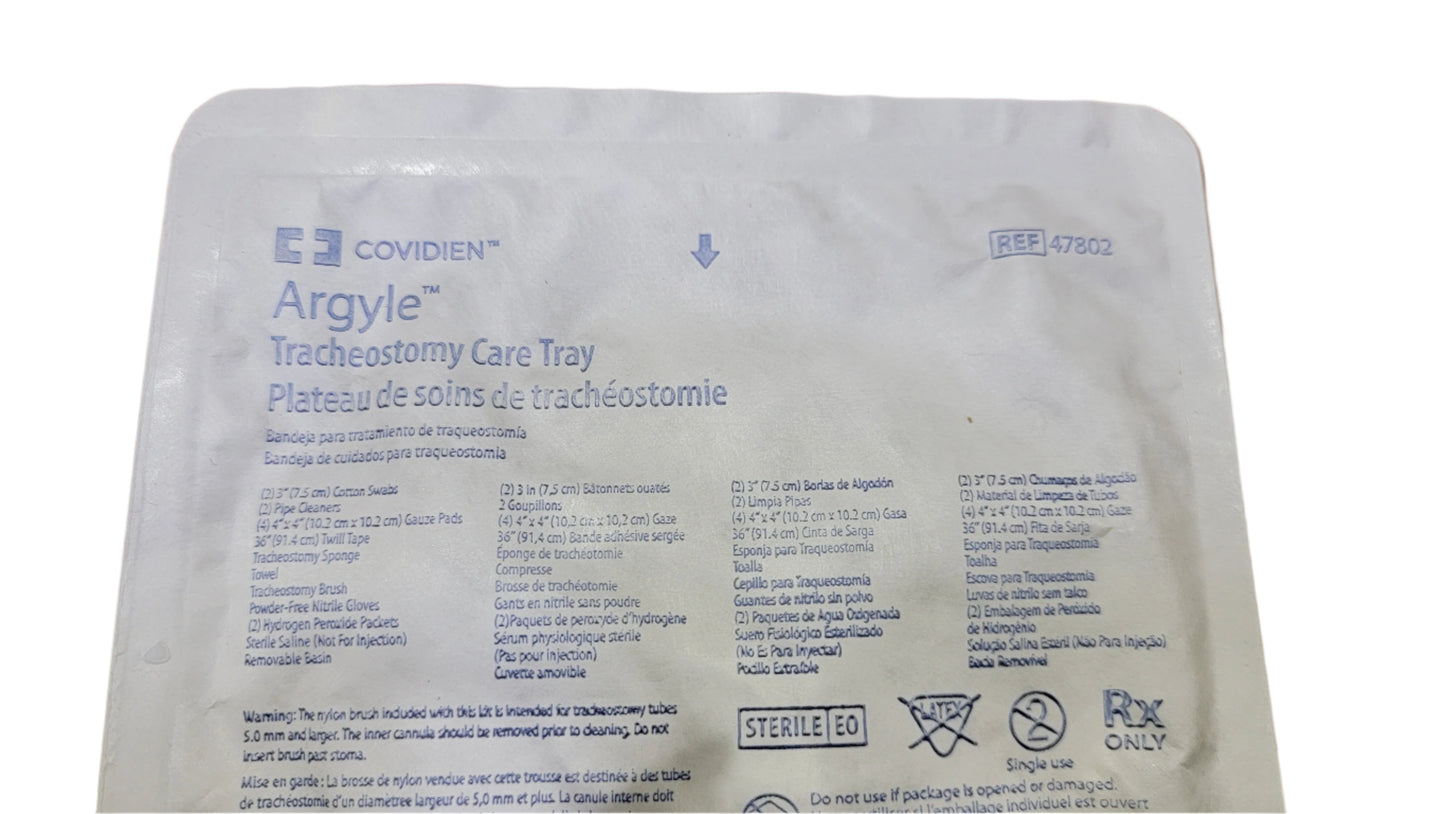 COVIDIEN™
REF 47802
Argyle™
Tracheostomy Care Tray
Plateau de soins de trachéostomie
Bandeja para tratamiento de traqueostomía
Bandeja de cuidados para traqueostomia
(2) 3" (7.5 cm) Cotton Swabs
(2) Pipe Cleaners
(4) 4" x 4" (10.2 cm x 10.2 cm) Gauze Pads
36" (91.4 cm) Twill Tape
Tracheostomy Sponge
Towel
Tracheostomy Brush
Powder-Free Nitrile Gloves
(2) Hydrogen Peroxide Packets
Sterile Saline (Not For Injection)
Removable Basin
(2) 3 in (7,5 cm) Bâtonnets ouatés
2 Goupillons
(4) 4" x 4" (10,2 cm x 10,2 cm) Gaze
36" (91,4 cm) Bande adhésive sergée
Éponge de trachéotomie
Compresse
Brosse de trachéotomie
Gants en nitrile sans poudre
(2)Paquets de peroxyde d'hydrogène
Sérum physiologique stérile
(Pas pour injection)
Cuvette amovible
(2) 3" (7.5 cm) Borlas de Algodón
(2) Limpia Pipas
(4) 4" x 4" (10.2 cm x 10.2 cm) Gasa
36" (91.4 cm) Cinta de Sarga
Esponja para Traqueostomía
Toalla
Cepillo para Traqueostomía
Guantes de nitrilo sin polvo
(2) Paquetes de Agua Oxigenada
Suero Fisiológico Esterilizado
(No Es Para Inyectar)
Pocillo Extraíble
(2) 3" (7.5 cm) Chumaços de Algodão
(2) Material de Limpeza de Tubos
(4) 4" x 4" (10.2 cm x 10.2 cm) Gaze
36" (91.4 cm) Fita de Sarja
Esponja para Traqueostomia
Toalha
Escova para Traqueostomia
Luvas de nitrilo sem talco
(2) Embalagem de Peróxido
de Hidrogénio
Solução Salina Estéril (Não Para Injeção)
Bacia Removível
Warning: The nylon brush included with this kit is intended for tracheostomy tubes
5.0 mm and larger. The inner cannula should be removed prior to cleaning. Do not
insert brush past stoma.
Mise en garde : La brosse de nylon vendue avec cette trousse est destinée à des tubes
de trachéostomie d'un diamètree largeur de 5,0 mm et plus. La canule interne doit
STERILE EO
LATEX
2
Single use
Rx
ONLY
Do not use if package is opened or damaged.
si l'emballage individuel est ouvert